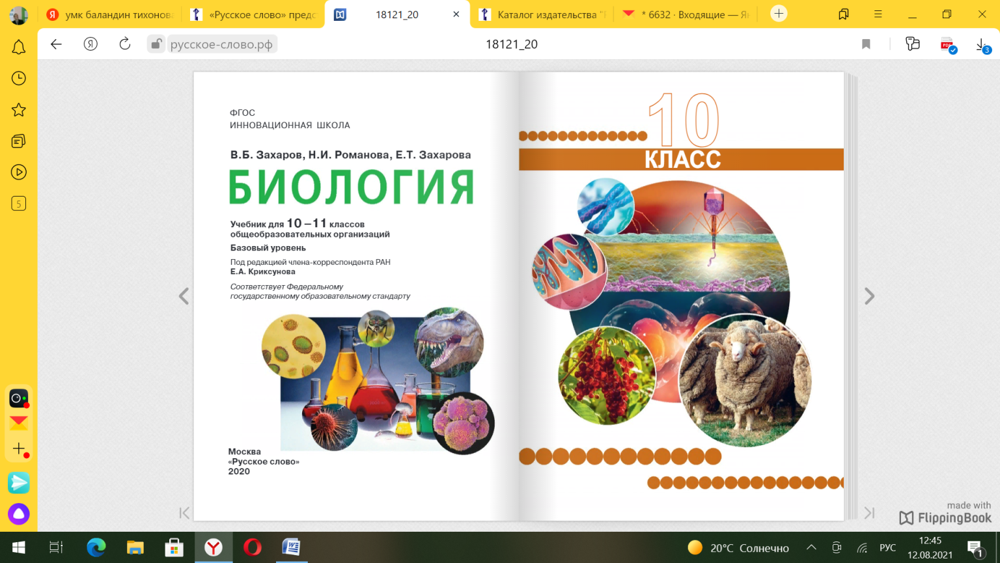 умк баландин тихонова
«Русское слово» предс
18121_20
Каталог издательства "
* 6632 · Входящие — Ян
русское-слово.рф
18121_20
3
5
ФГОС
ИННОВАЦИОННАЯ ШКОЛА
В.Б. Захаров, Н.И. Романова, Е.Т. Захарова
БИОЛОГИЯ
Учебник для 10–11 классов
общеобразовательных организаций
Базовый уровень
Под редакцией члена-корреспондента РАН
Е.А. Криксунова
Соответствует Федеральному
государственному образовательному стандарту
Москва
«Русское слово»
2020
10
КЛАСС
made with
FlippingBook
20°C Солнечно
РУС
12:45
12.08.2021
1